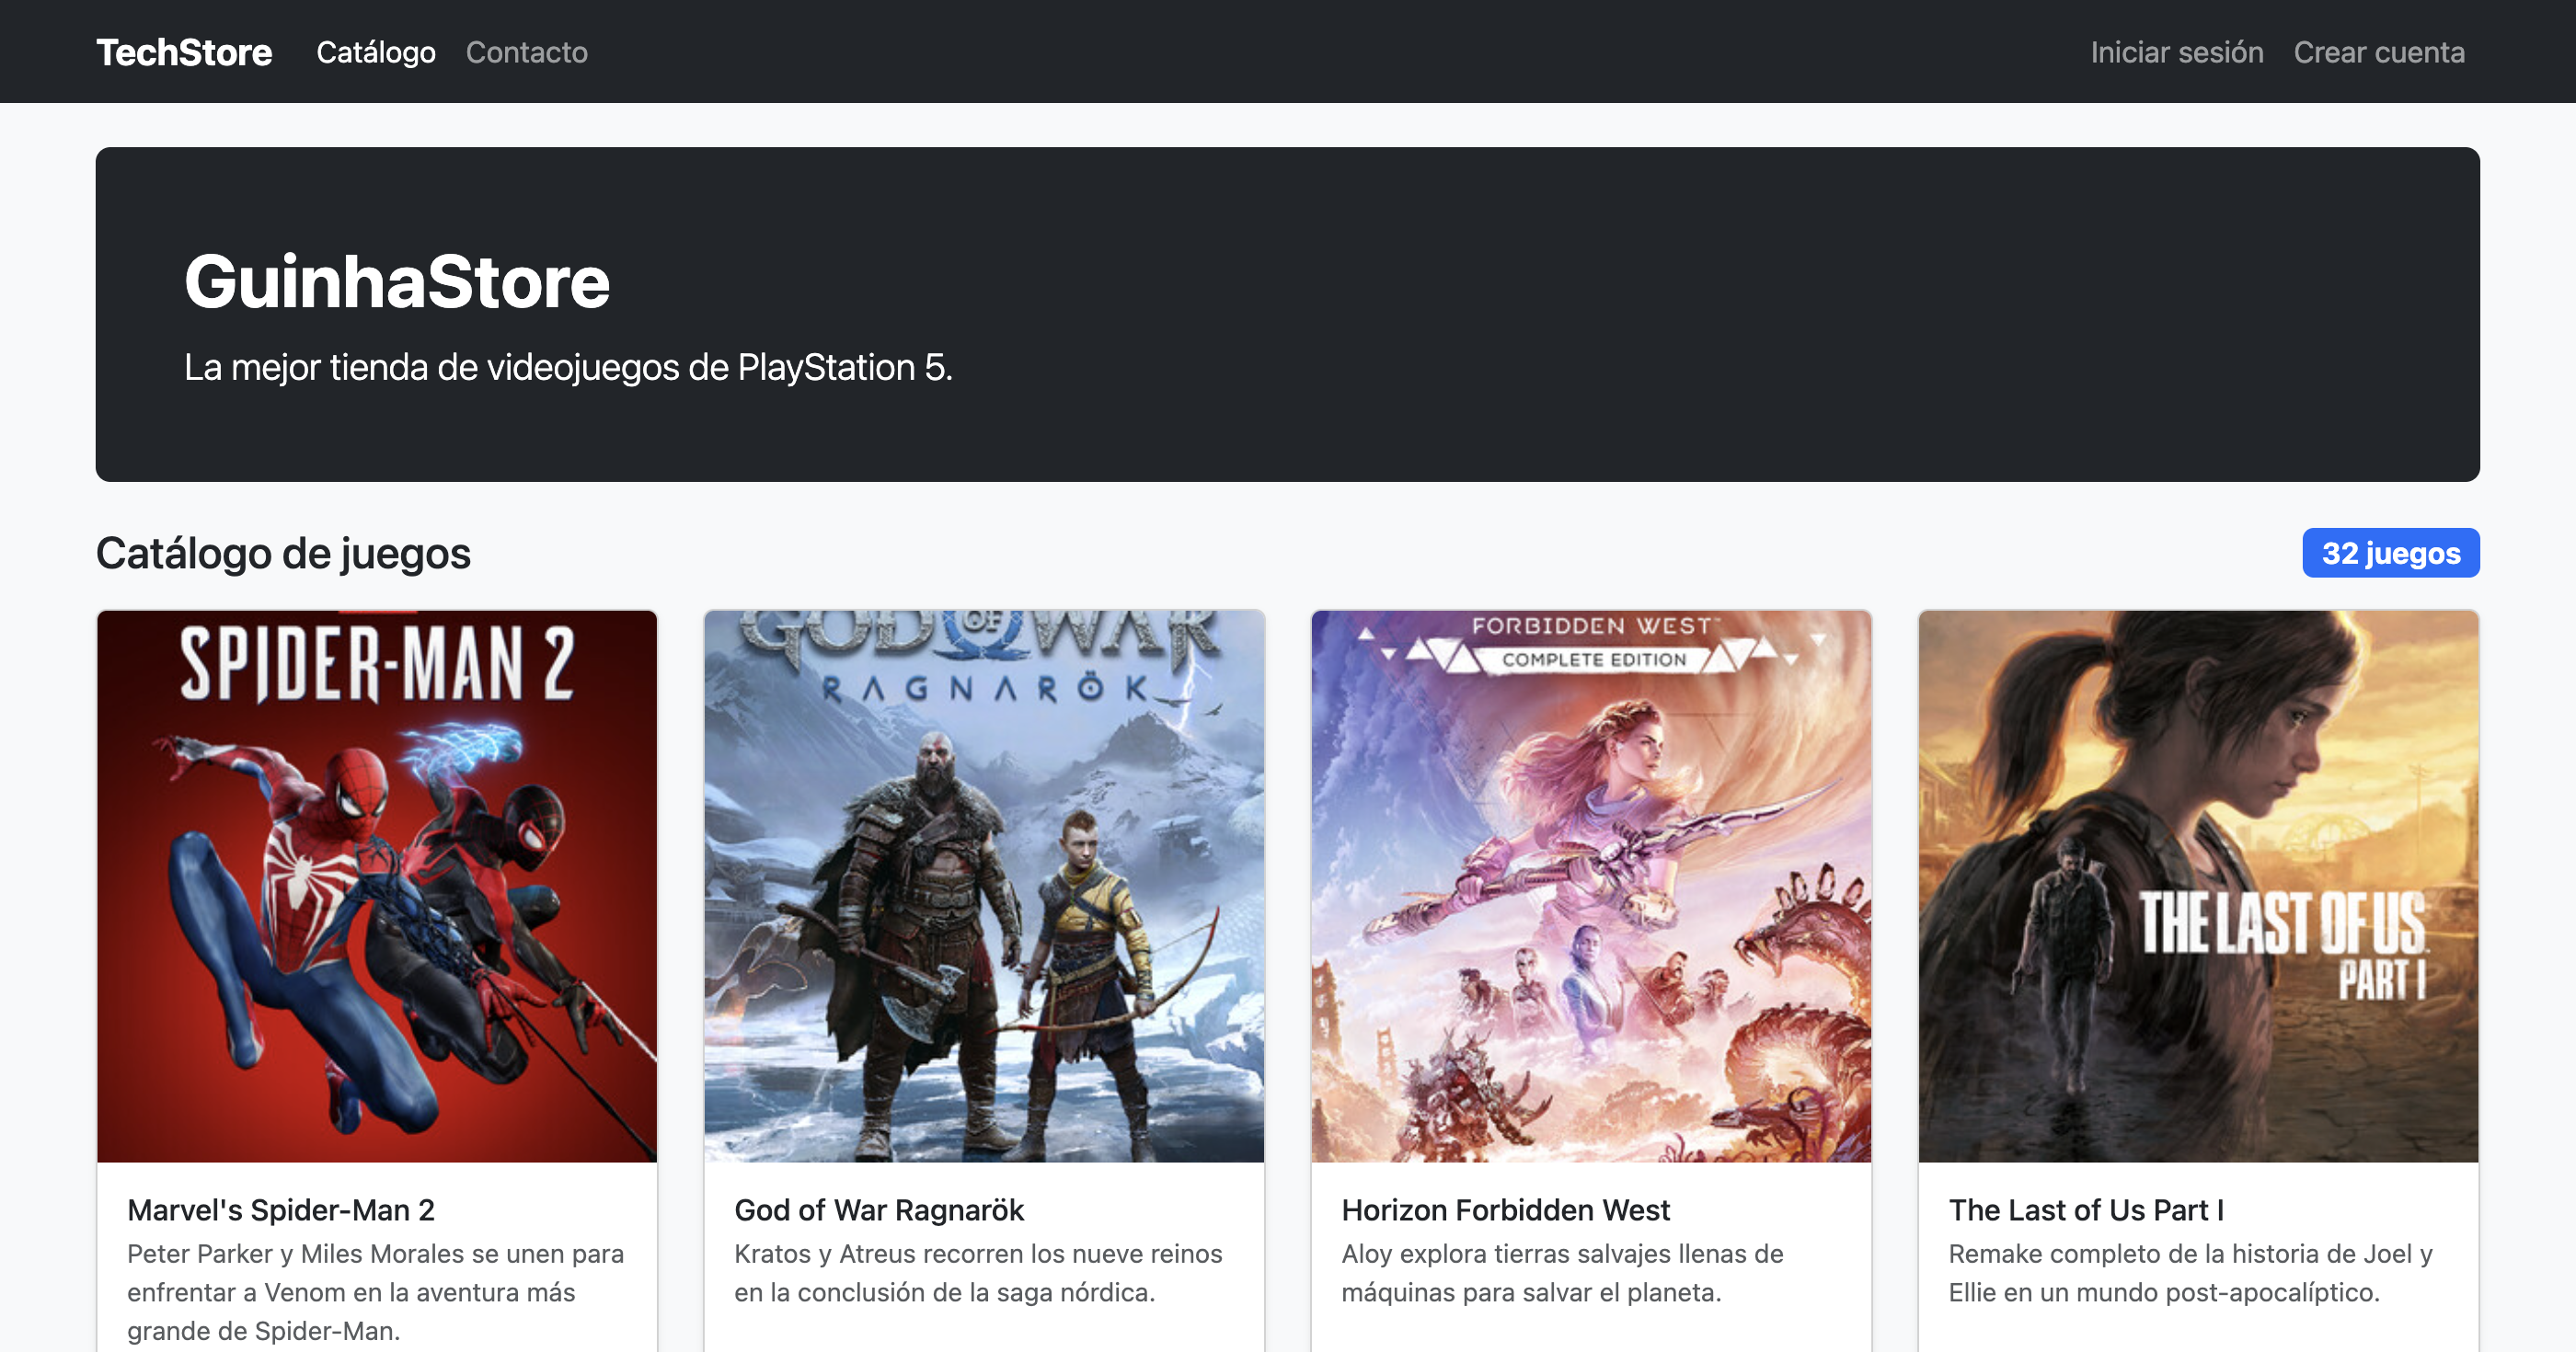 TechStore Catálogo Contacto Iniciar sesión Crear cuenta
GuinhaStore
La mejor tienda de videojuegos de PlayStation 5.
Catálogo de juegos
32 juegos
SPIDER-MAN 2
GOD OF WAR
RAGNARÖK
FORBIDDEN WEST™
COMPLETE EDITION
THE LAST OF US
PART I
Marvel's Spider-Man 2
Peter Parker y Miles Morales se unen para
enfrentar a Venom en la aventura más
grande de Spider-Man.
God of War Ragnarök
Kratos y Atreus recorren los nueve reinos
en la conclusión de la saga nórdica.
Horizon Forbidden West
Aloy explora tierras salvajes llenas de
máquinas para salvar el planeta.
The Last of Us Part I
Remake completo de la historia de Joel y
Ellie en un mundo post-apocalíptico.